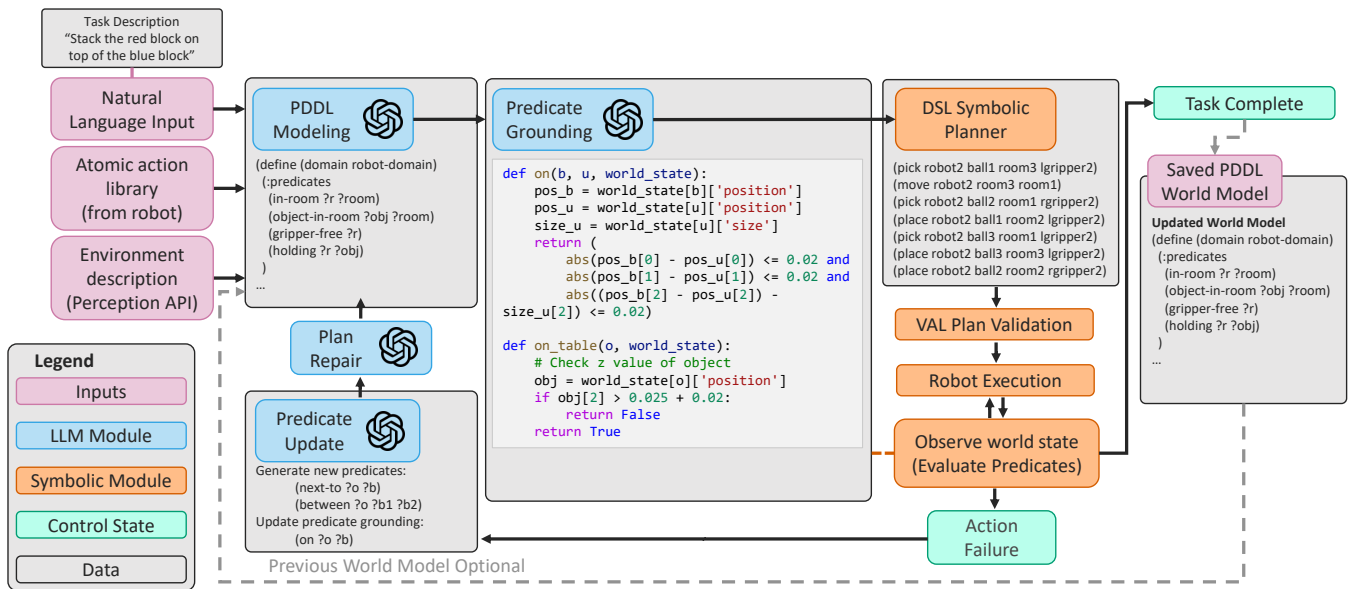 Task Description
“Stack the red block on
top of the blue block”
Natural
Language Input
Atomic action
library
(from robot)
Environment
description
(Perception API)
Legend
Inputs
LLM Module
Symbolic Module
Control State
Data
PDDL
Modeling
(define (domain robot-domain)
(:predicates
(in-room ?r ?room)
(object-in-room ?obj ?room)
(gripper-free ?r)
(holding ?r ?obj)
)
...
Plan
Repair
Predicate
Update
Generate new predicates:
(next-to ?o ?b)
(between ?o ?b1 ?b2)
Update predicate grounding:
(on ?o ?b)
Predicate
Grounding
def on(b, u, world_state):
    pos_b = world_state[b]['position']
    pos_u = world_state[u]['position']
    size_u = world_state[u]['size']
    return (
        abs(pos_b[0] - pos_u[0]) <= 0.02 and
        abs(pos_b[1] - pos_u[1]) <= 0.02 and
        abs((pos_b[2] - pos_u[2]) -
size_u[2]) <= 0.02)
def on_table(o, world_state):
    # Check z value of object
    obj = world_state[o]['position']
    if obj[2] > 0.025 + 0.02:
        return False
    return True
DSL Symbolic
Planner
(pick robot2 ball1 room3 lgripper2)
(move robot2 room3 room1)
(pick robot2 ball2 room1 rgripper2)
(place robot2 ball1 room2 lgripper2)
(pick robot2 ball3 room1 lgripper2)
(place robot2 ball3 room3 lgripper2)
(place robot2 ball2 room2 rgripper2)
VAL Plan Validation
Robot Execution
Observe world state
(Evaluate Predicates)
Action
Failure
Task Complete
Saved PDDL
World Model
Updated World Model
(define (domain robot-domain)
(:predicates
(in-room ?r ?room)
(object-in-room ?obj ?room)
(gripper-free ?r)
(holding ?r ?obj)
)
...
Previous World Model Optional